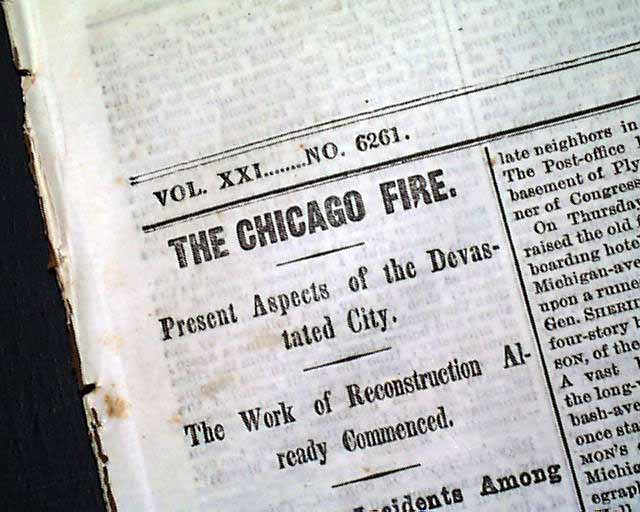 VOL. XXI........NO. 6261.
THE CHICAGO FIRE.
Present Aspects of the Devas-
tated City.
The Work of Reconstruction Al-
ready Commenced.
Incidents Among
late neighbors in
The Post-office
basement of Ply
ner of Congress
On Thursday
raised the old
boarding hote
Michigan-ave
upon a rune
Gen. SHERI
four-story
SON, of the
A vast
the long-
bash-ave
once sta
MON'S
Michi
egraph